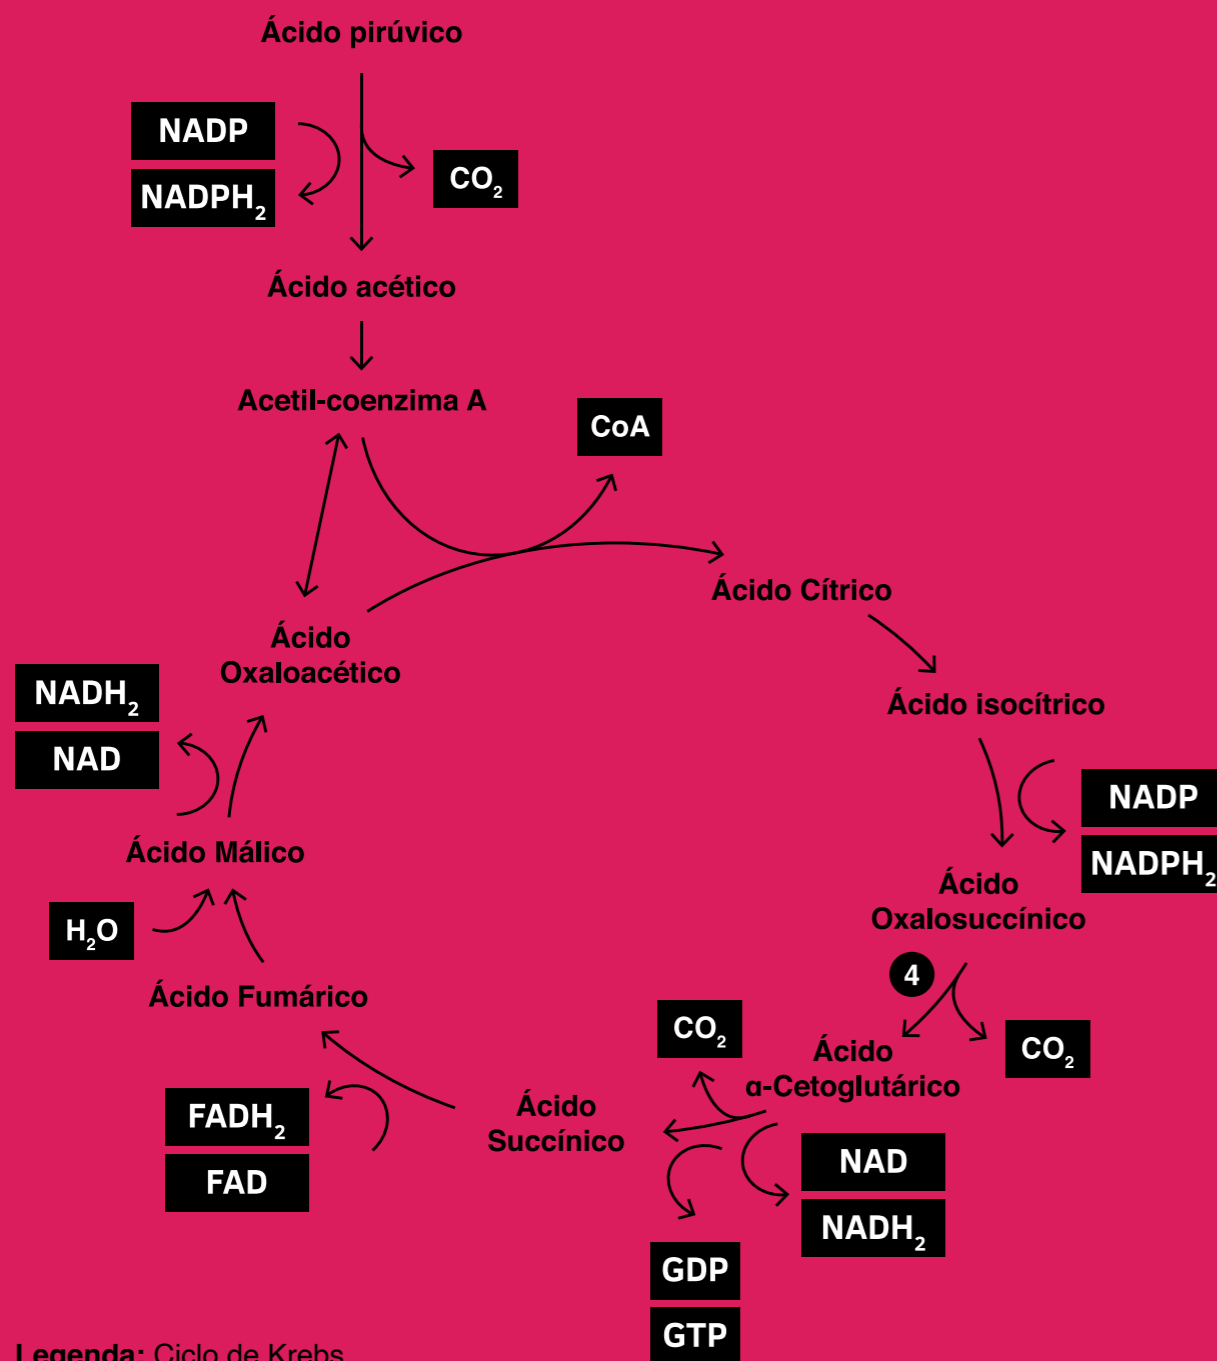 Ácido pirúvico
NADP
NADPH₂
CO₂
Ácido acético
Acetil-coenzima A
CoA
Ácido Cítrico
Ácido
Oxaloacético
NADH₂
NAD
Ácido isocítrico
NADP
NADPH₂
Ácido Málico
Ácido
Oxalosuccínico
H₂O
4
Ácido Fumárico
CO₂
CO₂
Ácido
α-Cetoglutárico
FADH₂
FAD
Ácido
Succínico
NAD
NADH₂
GDP
GTP
Legenda: Ciclo de Krebs